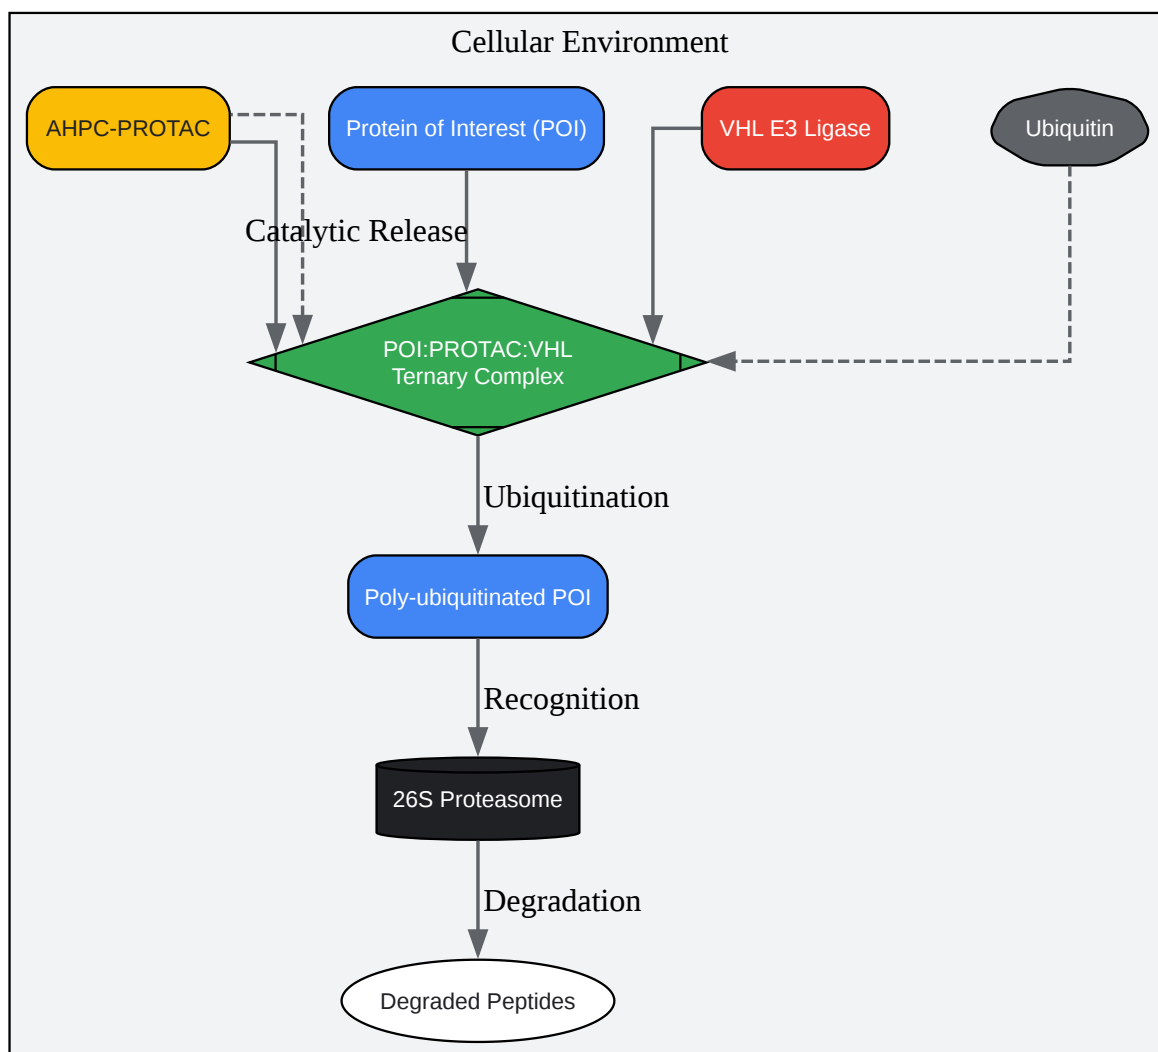 Cellular Environment
AHPC-PROTAC
Protein of Interest (POI)
VHL E3 Ligase
Ubiquitin
Catalytic Release
POI:PROTAC:VHL
Ternary Complex
Ubiquitination
Poly-ubiquitinated POI
Recognition
26S Proteasome
Degradation
Degraded Peptides